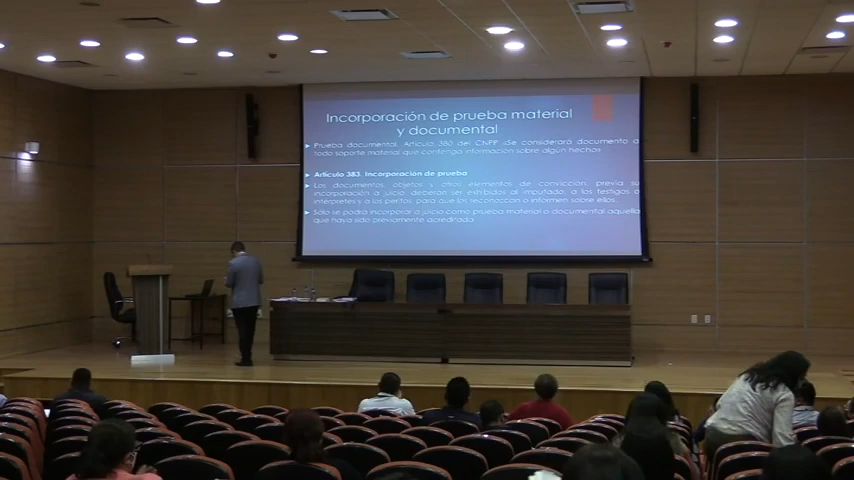 Incorporación de prueba material
y documental
Prueba documental. Artículo 380 del CNPP «Se considerará documento a
todo soporte material que contenga información sobre algún hecho»
Artículo 383. Incorporación de prueba
Los documentos, objetos y otros elementos de convicción, previa su
incorporación a juicio, deberán ser exhibidos al imputado, a los testigos o
intérpretes y a los peritos, para que los reconozcan o informen sobre ellos.
Sólo se podrá incorporar a juicio como prueba material o documental aquella
que haya sido previamente acreditada